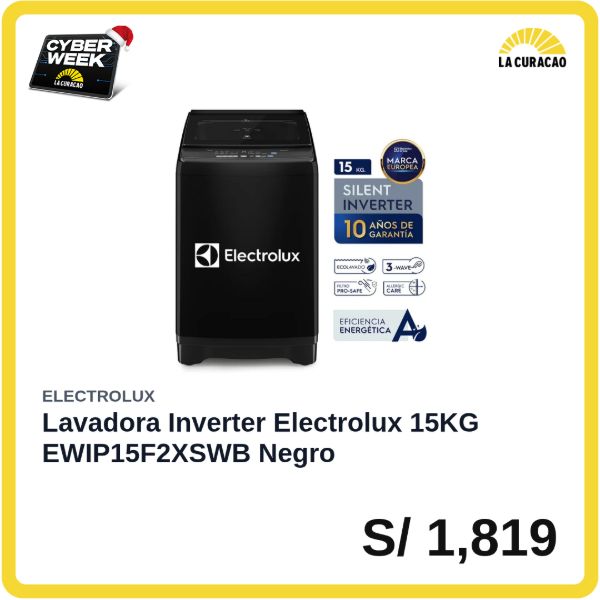 CYBER
WEEK
LA CURACAO
LA CURACAO
15 KG.
MARCA
EUROPEA
SILENT
INVERTER
10 AÑOS DE
GARANTÍA
Electrolux
ECOLAVADO
3-WAVE
FILTRO
PRO-SAFE
ALLERGIC
CARE
EFICIENCIA
ENERGÉTICA A
ELECTROLUX
Lavadora Inverter Electrolux 15KG
EWIP15F2XSWB Negro
S/ 1,819